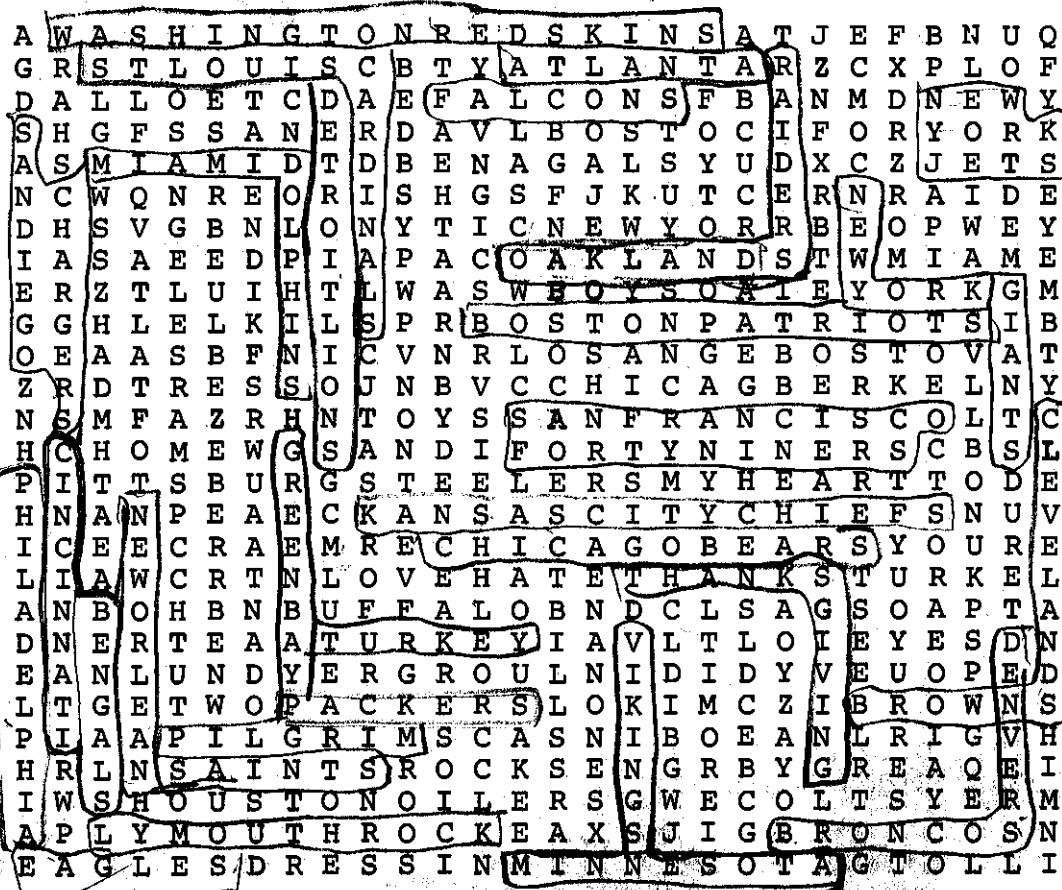 A W A S H I N G T O N R E D S K I N S A T J E F B N U Q
G R S T L O U I S C B T Y A T L A N T A R Z C X P L O F
D A L L O E T C D A E F A L C O N S F B A N M D N E W Y
S H G F S S A N E R D A V L B O S T O C I F O R Y O R K
A S M I A M I D T D B E N A G A L S Y U D X C Z J E T S
N C W Q N R E O R I S H G S F J K U T C E R N R A I D E
D H S V G B N L O N Y T I C N E W Y O R R B E O P W E Y
I A S A E E D P I A P A C O A K L A N D S T W M I A M E
E R Z T L U I H T L W A S W B O Y S O A I E Y O R K G M
G G H L E L K I L S P R B O S T O N P A T R I O T S I B
O E A A S B F N I C V N R L O S A N G E B O S T O V A T
Z R D T R E S S O J N B V C C H I C A G B E R K E L N Y
N S M F A Z R H N T O Y S S A N F R A N C I S C O L T C
H C H O M E W G S A N D I F O R T Y N I N E R S C B S L
P I T T S B U R G S T E E L E R S M Y H E A R T T O D E
H N A N P E A E C K A N S A S C I T Y C H I E F S N U V
I C E E C R A E M R E C H I C A G O B E A R S Y O U R E
L I A W C R T N L O V E H A T E T H A N K S T U R K E L
A N B O H B N B U F F A L O B N D C L S A G S O A P T A
D N E R T E A A T U R K E Y I A V L T L O I E Y E S D N
E A N L U N D Y E R G R O U L N I D I D Y V E U O P E D
L T G E T W O P A C K E R S L O K I M C Z I B R O W N S
P I A A P I L G R I M S C A S N I B O E A N L R I G V H
H R L N S A I N T S R O C K S E N G R B Y G R E A Q E I
I W S H O U S T O N O I L E R S G W E C O L T S Y E R M
A P L Y M O U T H R O C K E A X S J I G B R O N C O S N
E A G L E S D R E S S I N M I N N E S O T A G T O L L I